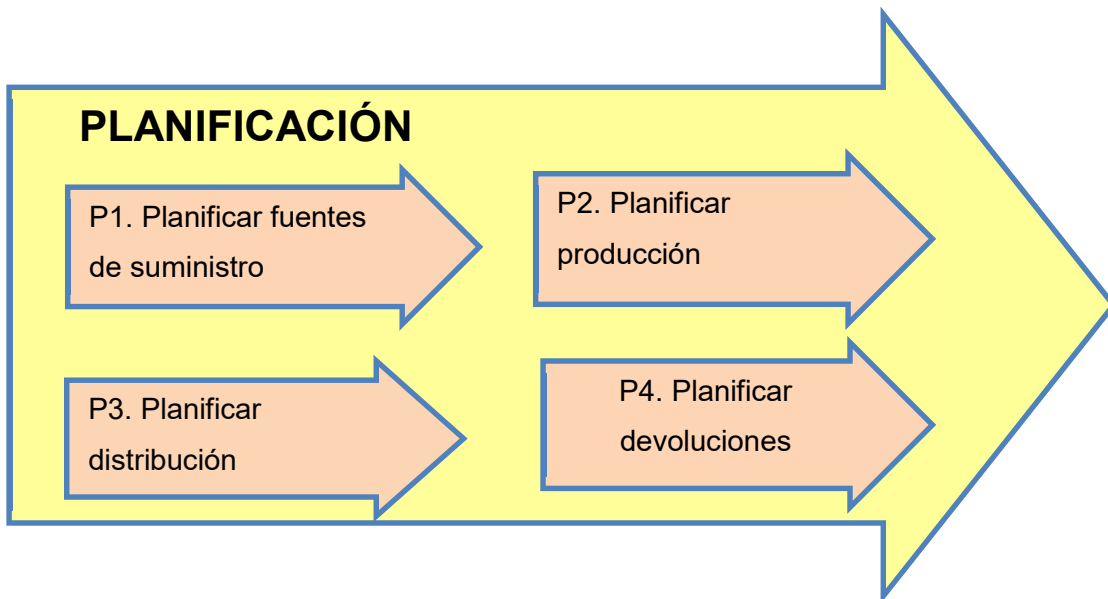 PLANIFICACIÓN
P1. Planificar fuentes
de suministro
P2. Planificar
producción
P3. Planificar
distribución
P4. Planificar
devoluciones